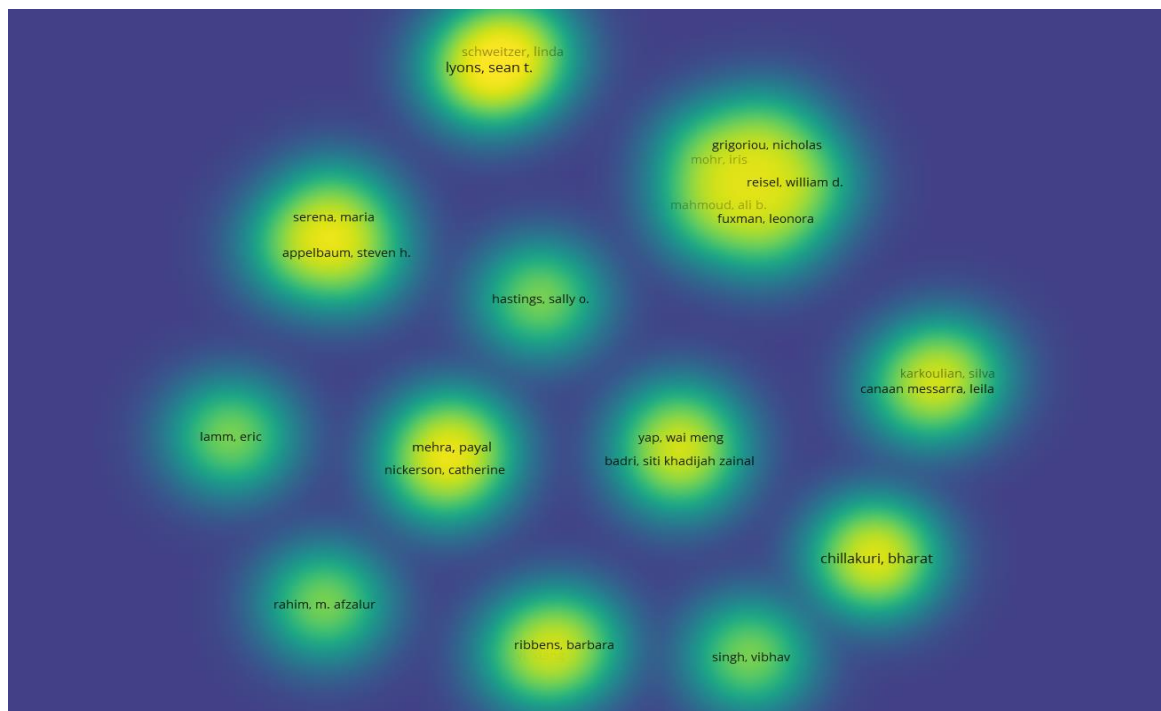 schweitzer, linda
lyons, sean t.
grigoriou, nicholas
mohr, iris
reisel, william d.
mahmoud, ali b.
fuxman, leonora
serena, maria
appelbaum, steven h.
hastings, sally o.
karkoulian, silva
canaan messarra, leila
lamm, eric
mehra, payal
nickerson, catherine
yap, wai meng
badri, siti khadijah zainal
chillakuri, bharat
rahim, m. afzalur
ribbens, barbara
singh, vibhav